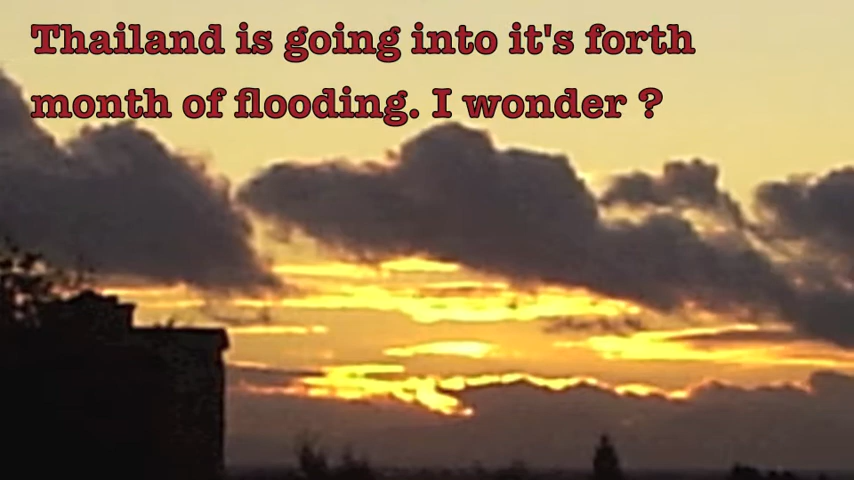 Thailand is going into it's forth
month of flooding. I wonder ?